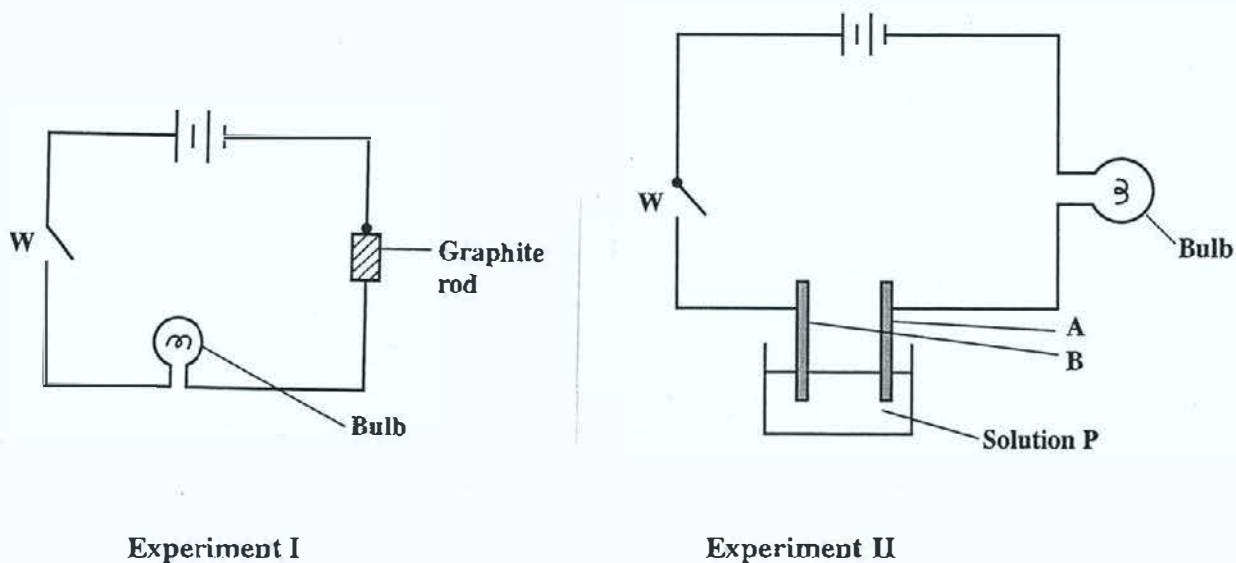 W
Graphite
rod
Bulb
Experiment I
W
Bulb
A
B
Solution P
Experiment II